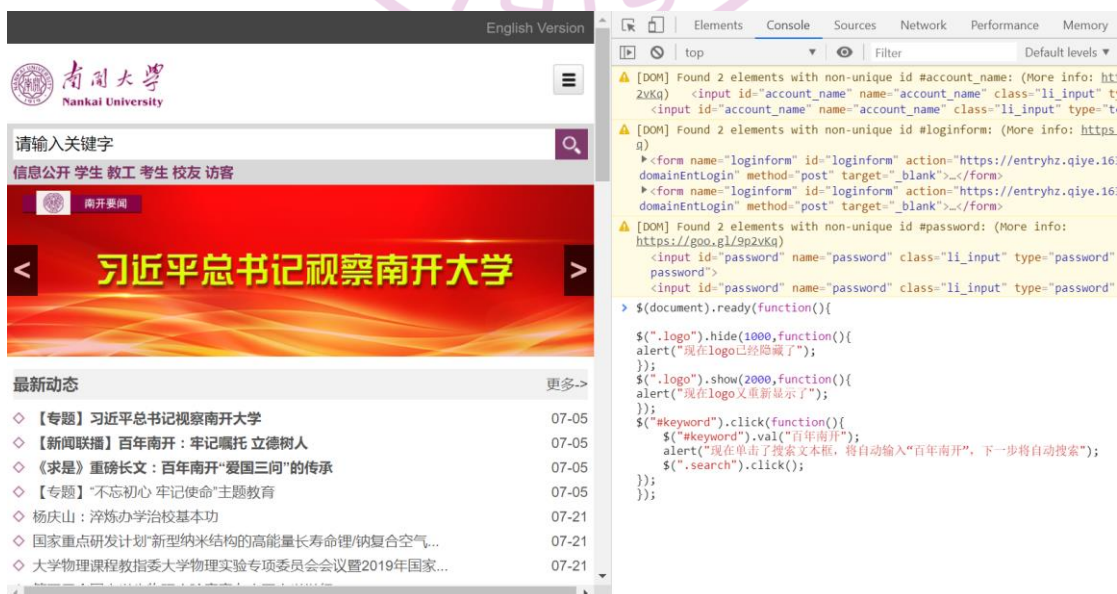 English Version
南开大学
Nankai University
请输入关键字
信息公开 学生 教工 考生 校友 访客
南开要闻
< 习近平总书记视察南开大学 >
最新动态 更多->
◇ 【专题】习近平总书记视察南开大学 07-05
◇ 【新闻联播】百年南开：牢记嘱托 立德树人 07-05
◇ 《求是》重磅长文：百年南开“爱国三问”的传承 07-05
◇ 【专题】“不忘初心 牢记使命”主题教育 07-05
◇ 杨庆山：淬炼办学治校基本功 07-21
◇ 国家重点研发计划“新型纳米结构的高能量长寿命锂/钠复合空气... 07-21
◇ 大学物理课程教指委大学物理实验专项委员会会议暨2019年国家... 07-21
Elements Console Sources Network Performance Memory
top Filter Default levels ▼
[DOM] Found 2 elements with non-unique id #account_name: (More info: ht
2vKq) <input id="account_name" name="account_name" class="li_input" ty
<input id="account_name" name="account_name" class="li_input" type="t
[DOM] Found 2 elements with non-unique id #loginform: (More info: https
q)
▶<form name="loginform" id="loginform" action="https://entryhz.qiye.16
domainEntLogin" method="post" target="_blank">…</form>
▶<form name="loginform" id="loginform" action="https://entryhz.qiye.16
domainEntLogin" method="post" target="_blank">…</form>
[DOM] Found 2 elements with non-unique id #password: (More info:
https://goo.gl/9p2vKq)
<input id="password" name="password" class="li_input" type="password"
password">
<input id="password" name="password" class="li_input" type="password"
> $(document).ready(function(){
$(".logo").hide(1000,function(){
alert("现在logo已经隐藏了");
});
$(".logo").show(2000,function(){
alert("现在logo又重新显示了");
});
$("#keyword").click(function(){
$("#keyword").val("百年南开");
alert("现在单击了搜索文本框，将自动输入“百年南开”，下一步将自动搜索");
$(".search").click();
});
});